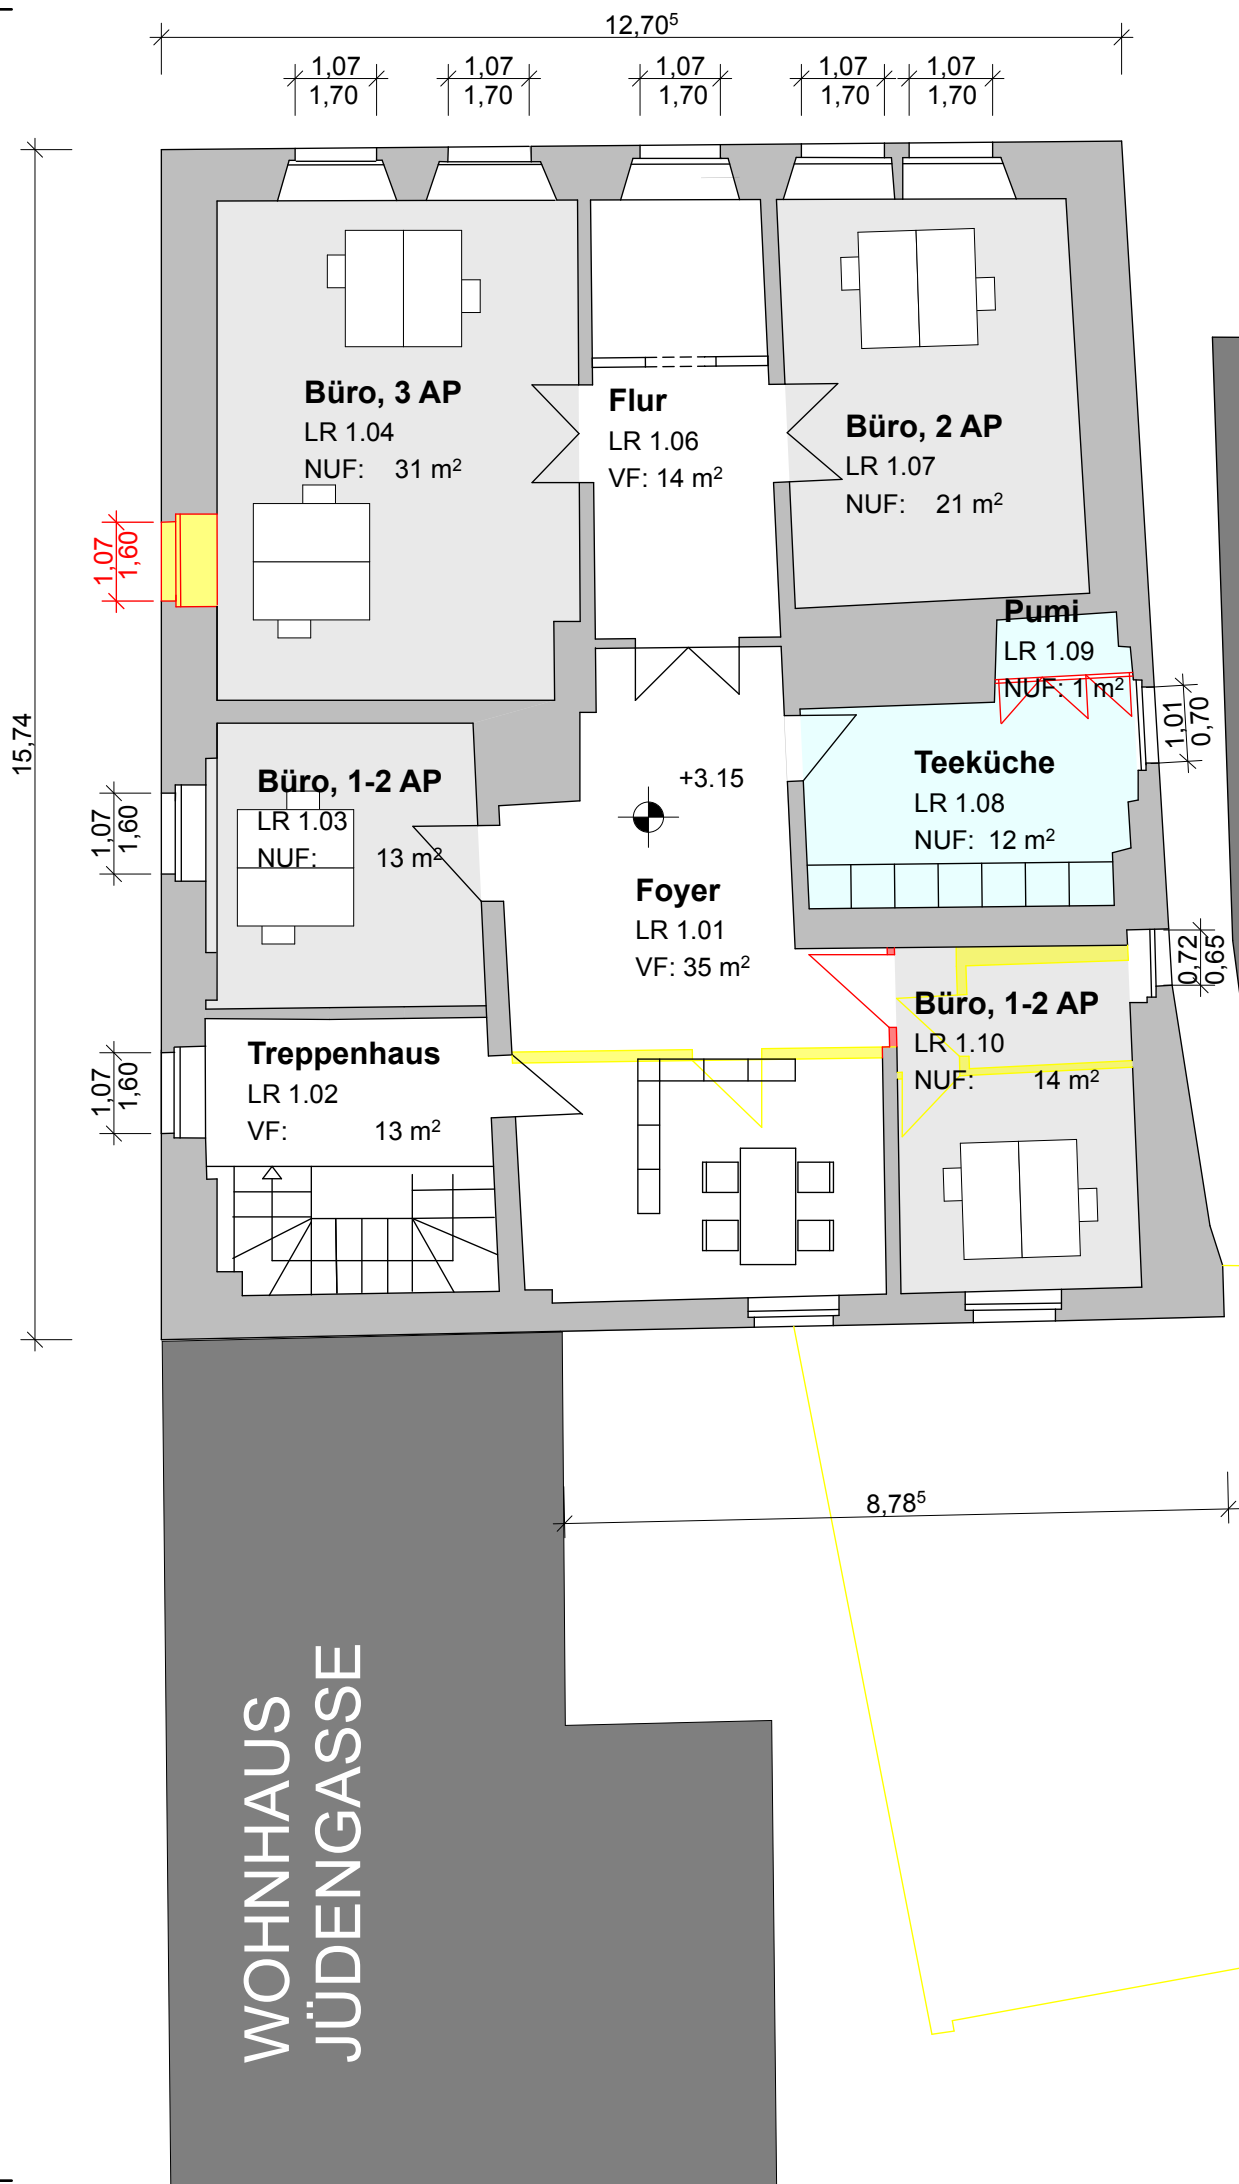 12,70⁵
1,07 1,07 1,07 1,07 1,07
1,70 1,70 1,70 1,70 1,70
Büro, 3 AP
LR 1.04
NUF: 31 m²
Flur
LR 1.06
VF: 14 m²
Büro, 2 AP
LR 1.07
NUF: 21 m²
1,07
1,60
Pumi
LR 1.09
NUF: 1 m²
15,74
1,01
0,70
Büro, 1-2 AP
LR 1.03
NUF: 13 m²
1,07
1,60
+3.15
Teeküche
LR 1.08
NUF: 12 m²
Foyer
LR 1.01
VF: 35 m²
0,72
0,65
Büro, 1-2 AP
LR 1.10
NUF: 14 m²
Treppenhaus
LR 1.02
VF: 13 m²
1,07
1,60
8,78⁵
WOHNHAUS
JÜDENGASSE